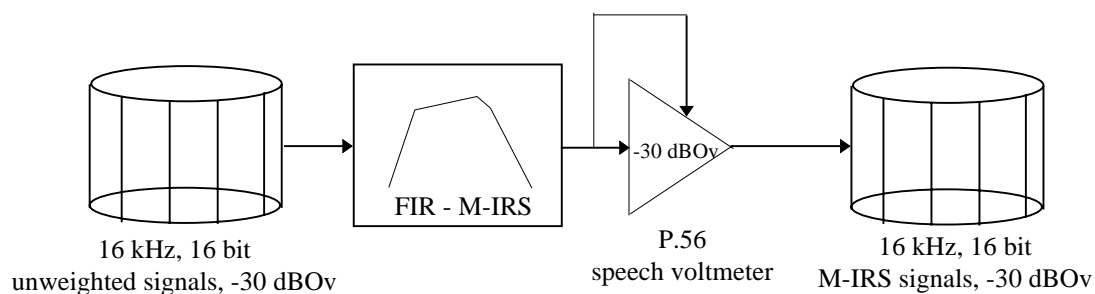 -30 dBOv
FIR - M-IRS
16 kHz, 16 bit
unweighted signals, -30 dBOv
P.56
speech voltmeter
16 kHz, 16 bit
M-IRS signals, -30 dBOv